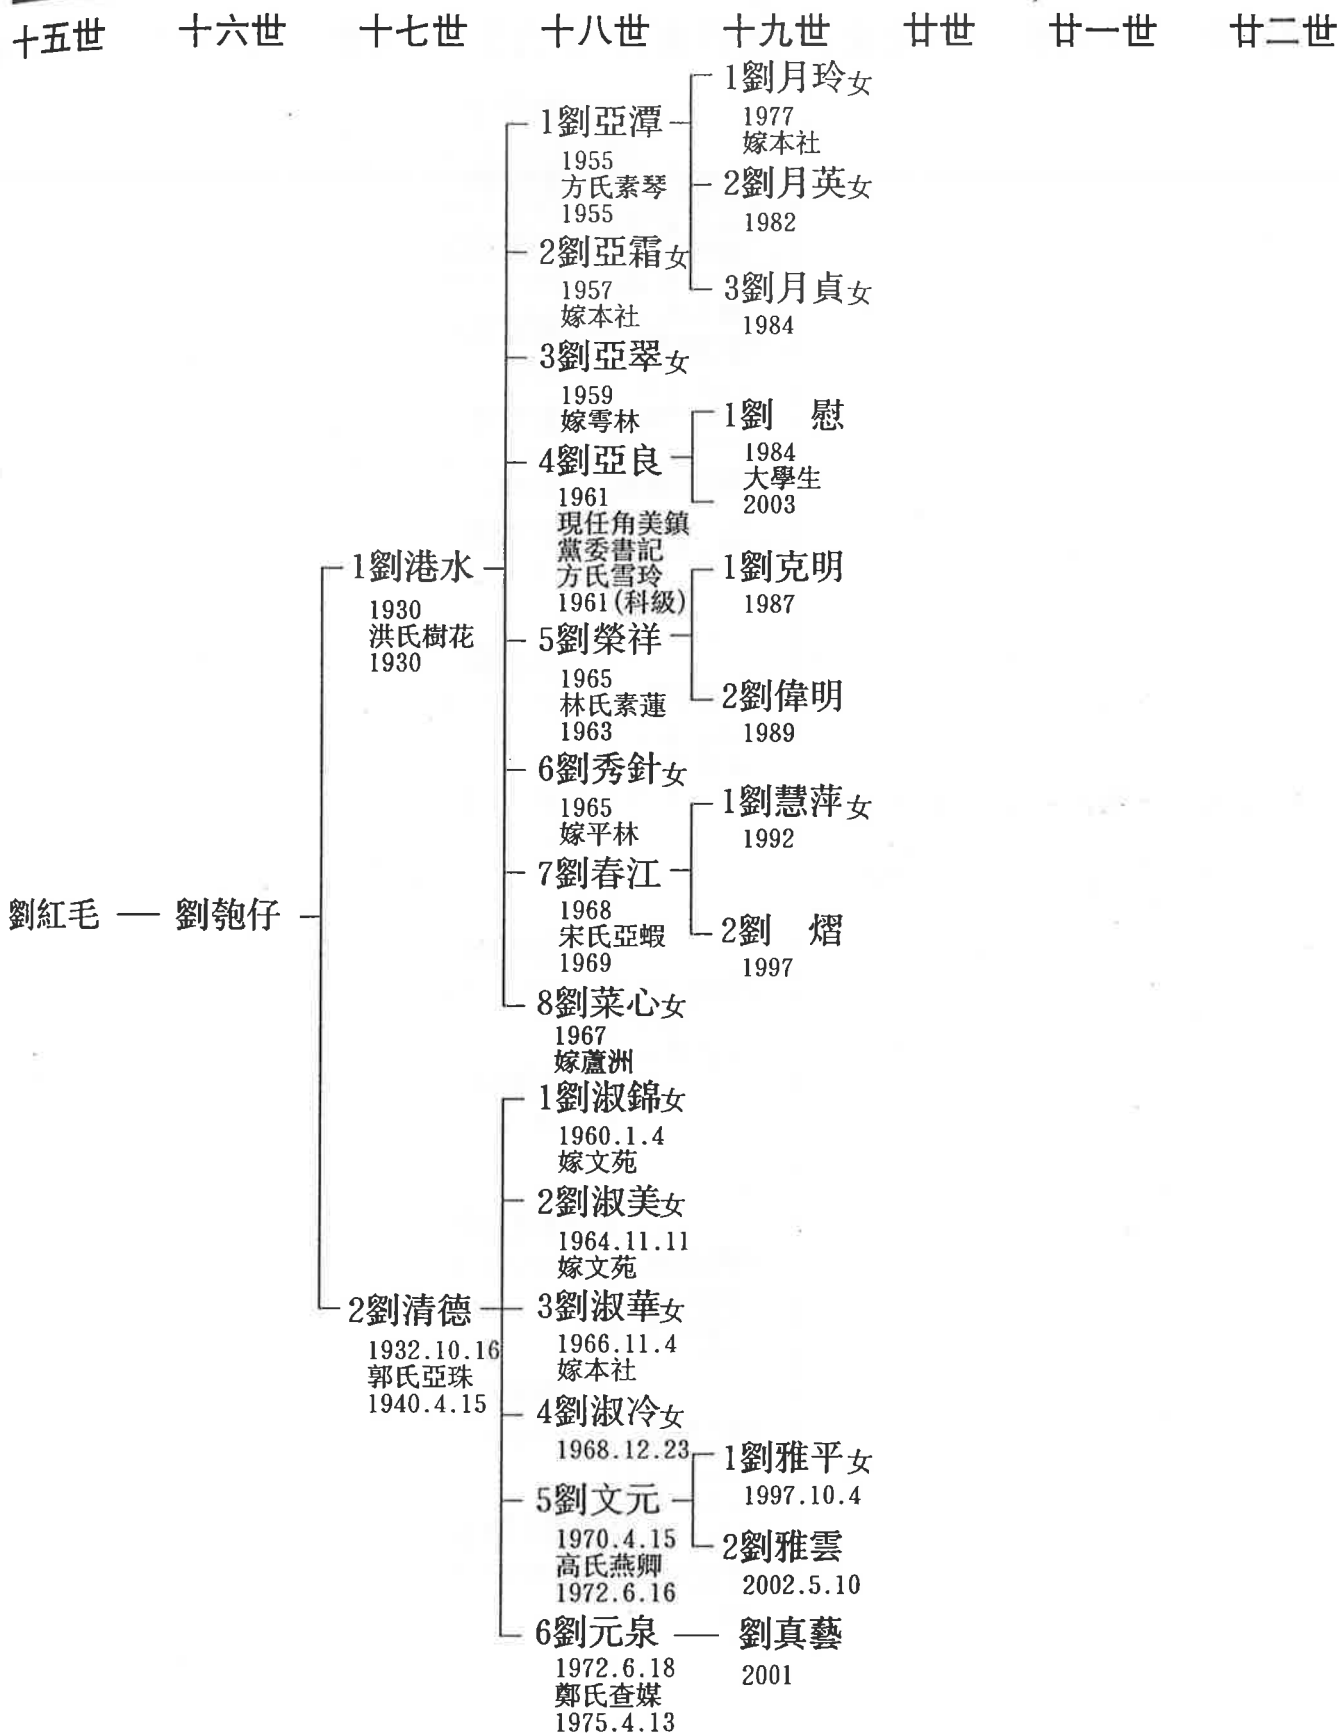 十五世 十六世 十七世 十八世 十九世 廿世 廿一世 廿二世
劉紅毛
劉匏仔
1劉港水
1930
洪氏樹花
1930
1劉亞潭
1955
方氏素琴
1955
1劉月玲女
1977
嫁本社
2劉月英女
1982
3劉月貞女
1984
2劉亞霜女
1957
嫁本社
3劉亞翠女
1959
嫁雩林
4劉亞良
1961
現任角美鎮
黨委書記
方氏雪玲
1961(科級)
1劉 慰
1984
大學生
2003
5劉榮祥
1965
林氏素蓮
1963
1劉克明
1987
2劉偉明
1989
6劉秀針女
1965
嫁平林
7劉春江
1968
宋氏亞蝦
1969
1劉慧萍女
1992
2劉 熠
1997
8劉菜心女
1967
嫁蘆洲
2劉清德
1932.10.16
郭氏亞珠
1940.4.15
1劉淑錦女
1960.1.4
嫁文苑
2劉淑美女
1964.11.11
嫁文苑
3劉淑華女
1966.11.4
嫁本社
4劉淑冷女
1968.12.23
5劉文元
1970.4.15
高氏燕卿
1972.6.16
1劉雅平女
1997.10.4
2劉雅雲
2002.5.10
6劉元泉
1972.6.18
鄭氏查媒
1975.4.13
劉真藝
2001